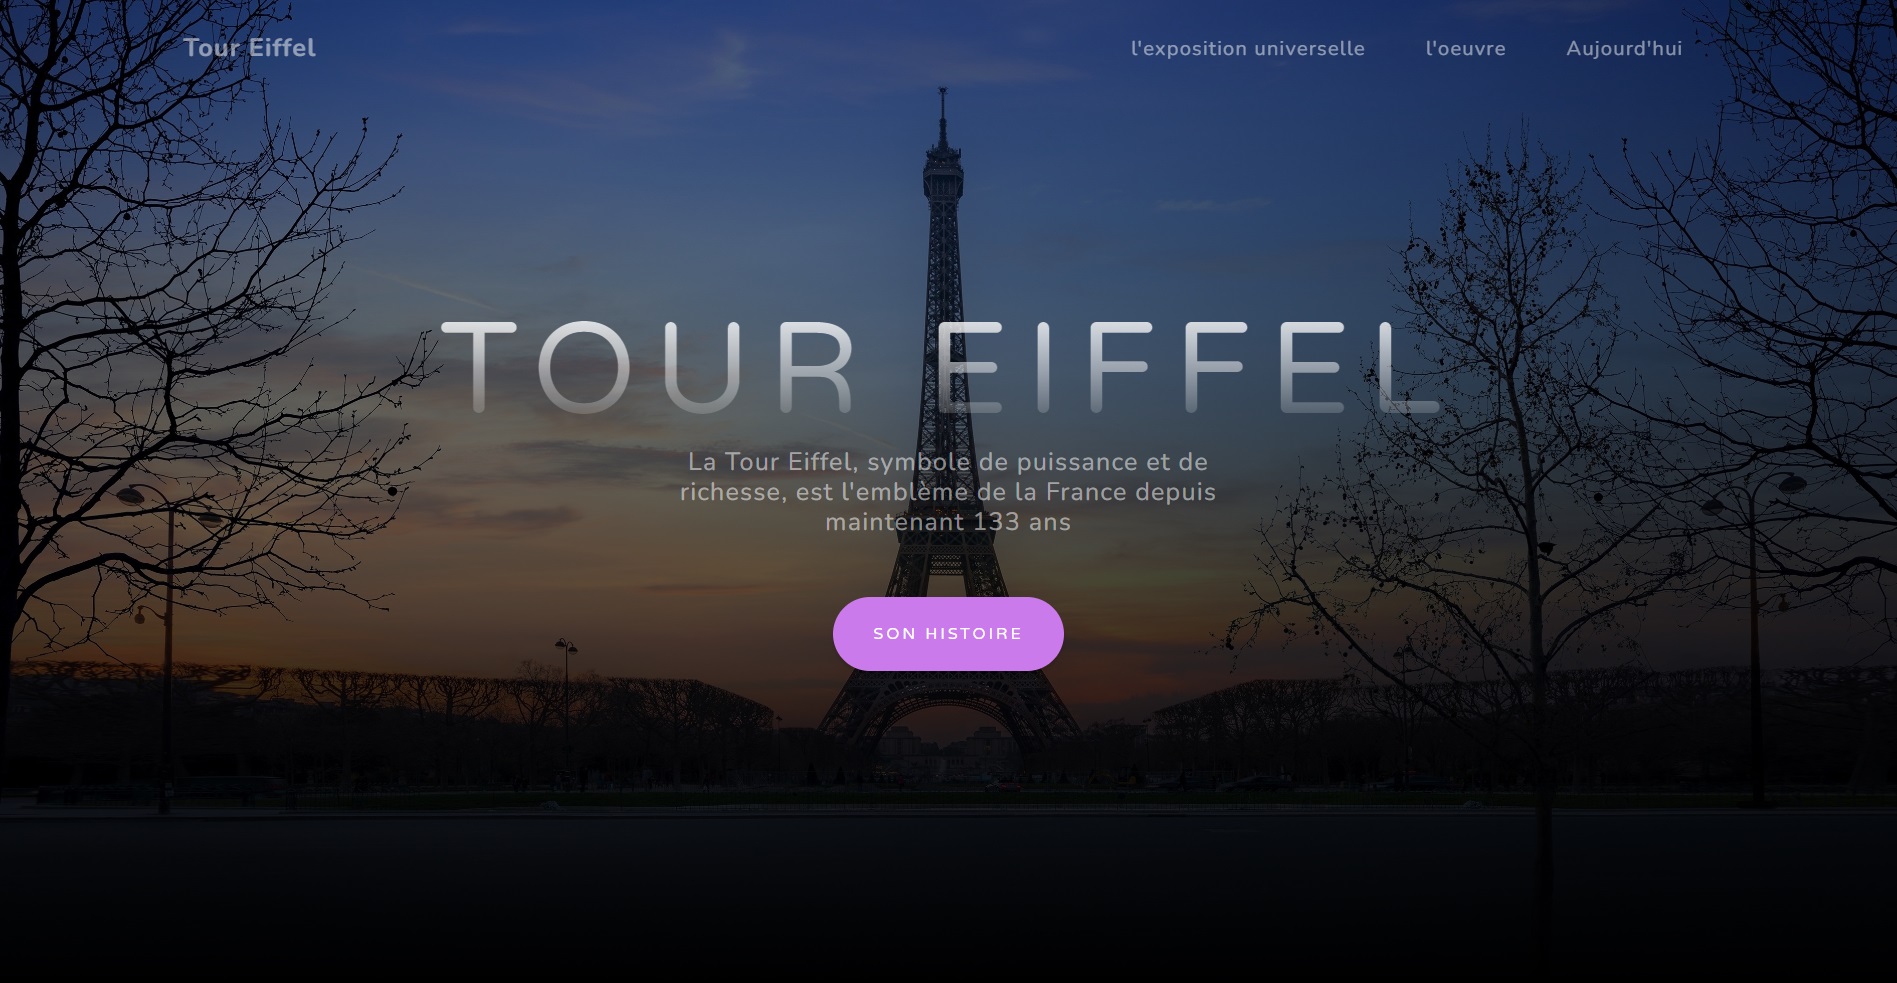 Tour Eiffel
l'exposition universelle
l'oeuvre
Aujourd'hui
TOUR EIFFEL
La Tour Eiffel, symbole de puissance et de
richesse, est l'emblème de la France depuis
maintenant 133 ans
SON HISTOIRE